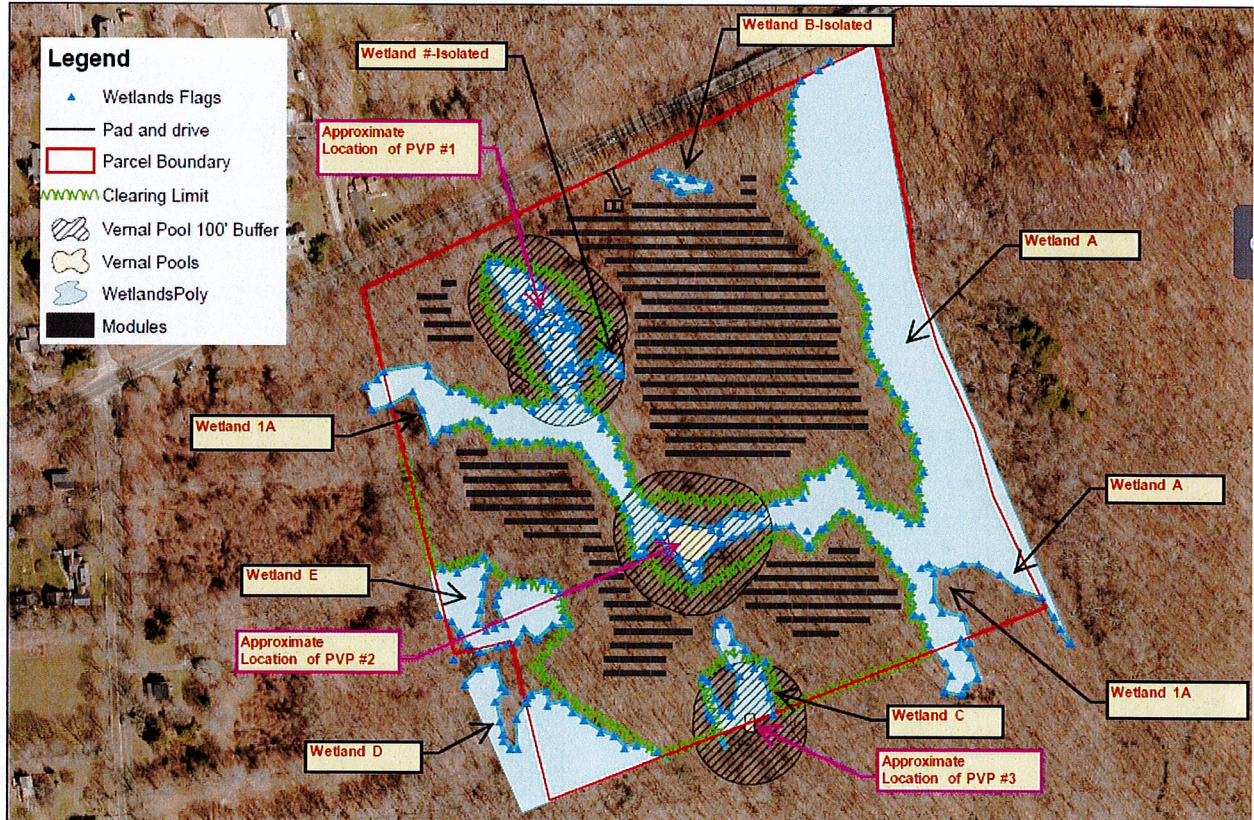 Legend
Wetlands Flags
Pad and drive
Parcel Boundary
Clearing Limit
Vernal Pool 100' Buffer
Vernal Pools
WetlandsPoly
Modules
Wetland #-Isolated
Wetland B-Isolated
Approximate
Location of PVP #1
Wetland A
Wetland 1A
Wetland A
Wetland E
Approximate
Location of PVP #2
Wetland 1A
Wetland C
Wetland D
Approximate
Location of PVP #3